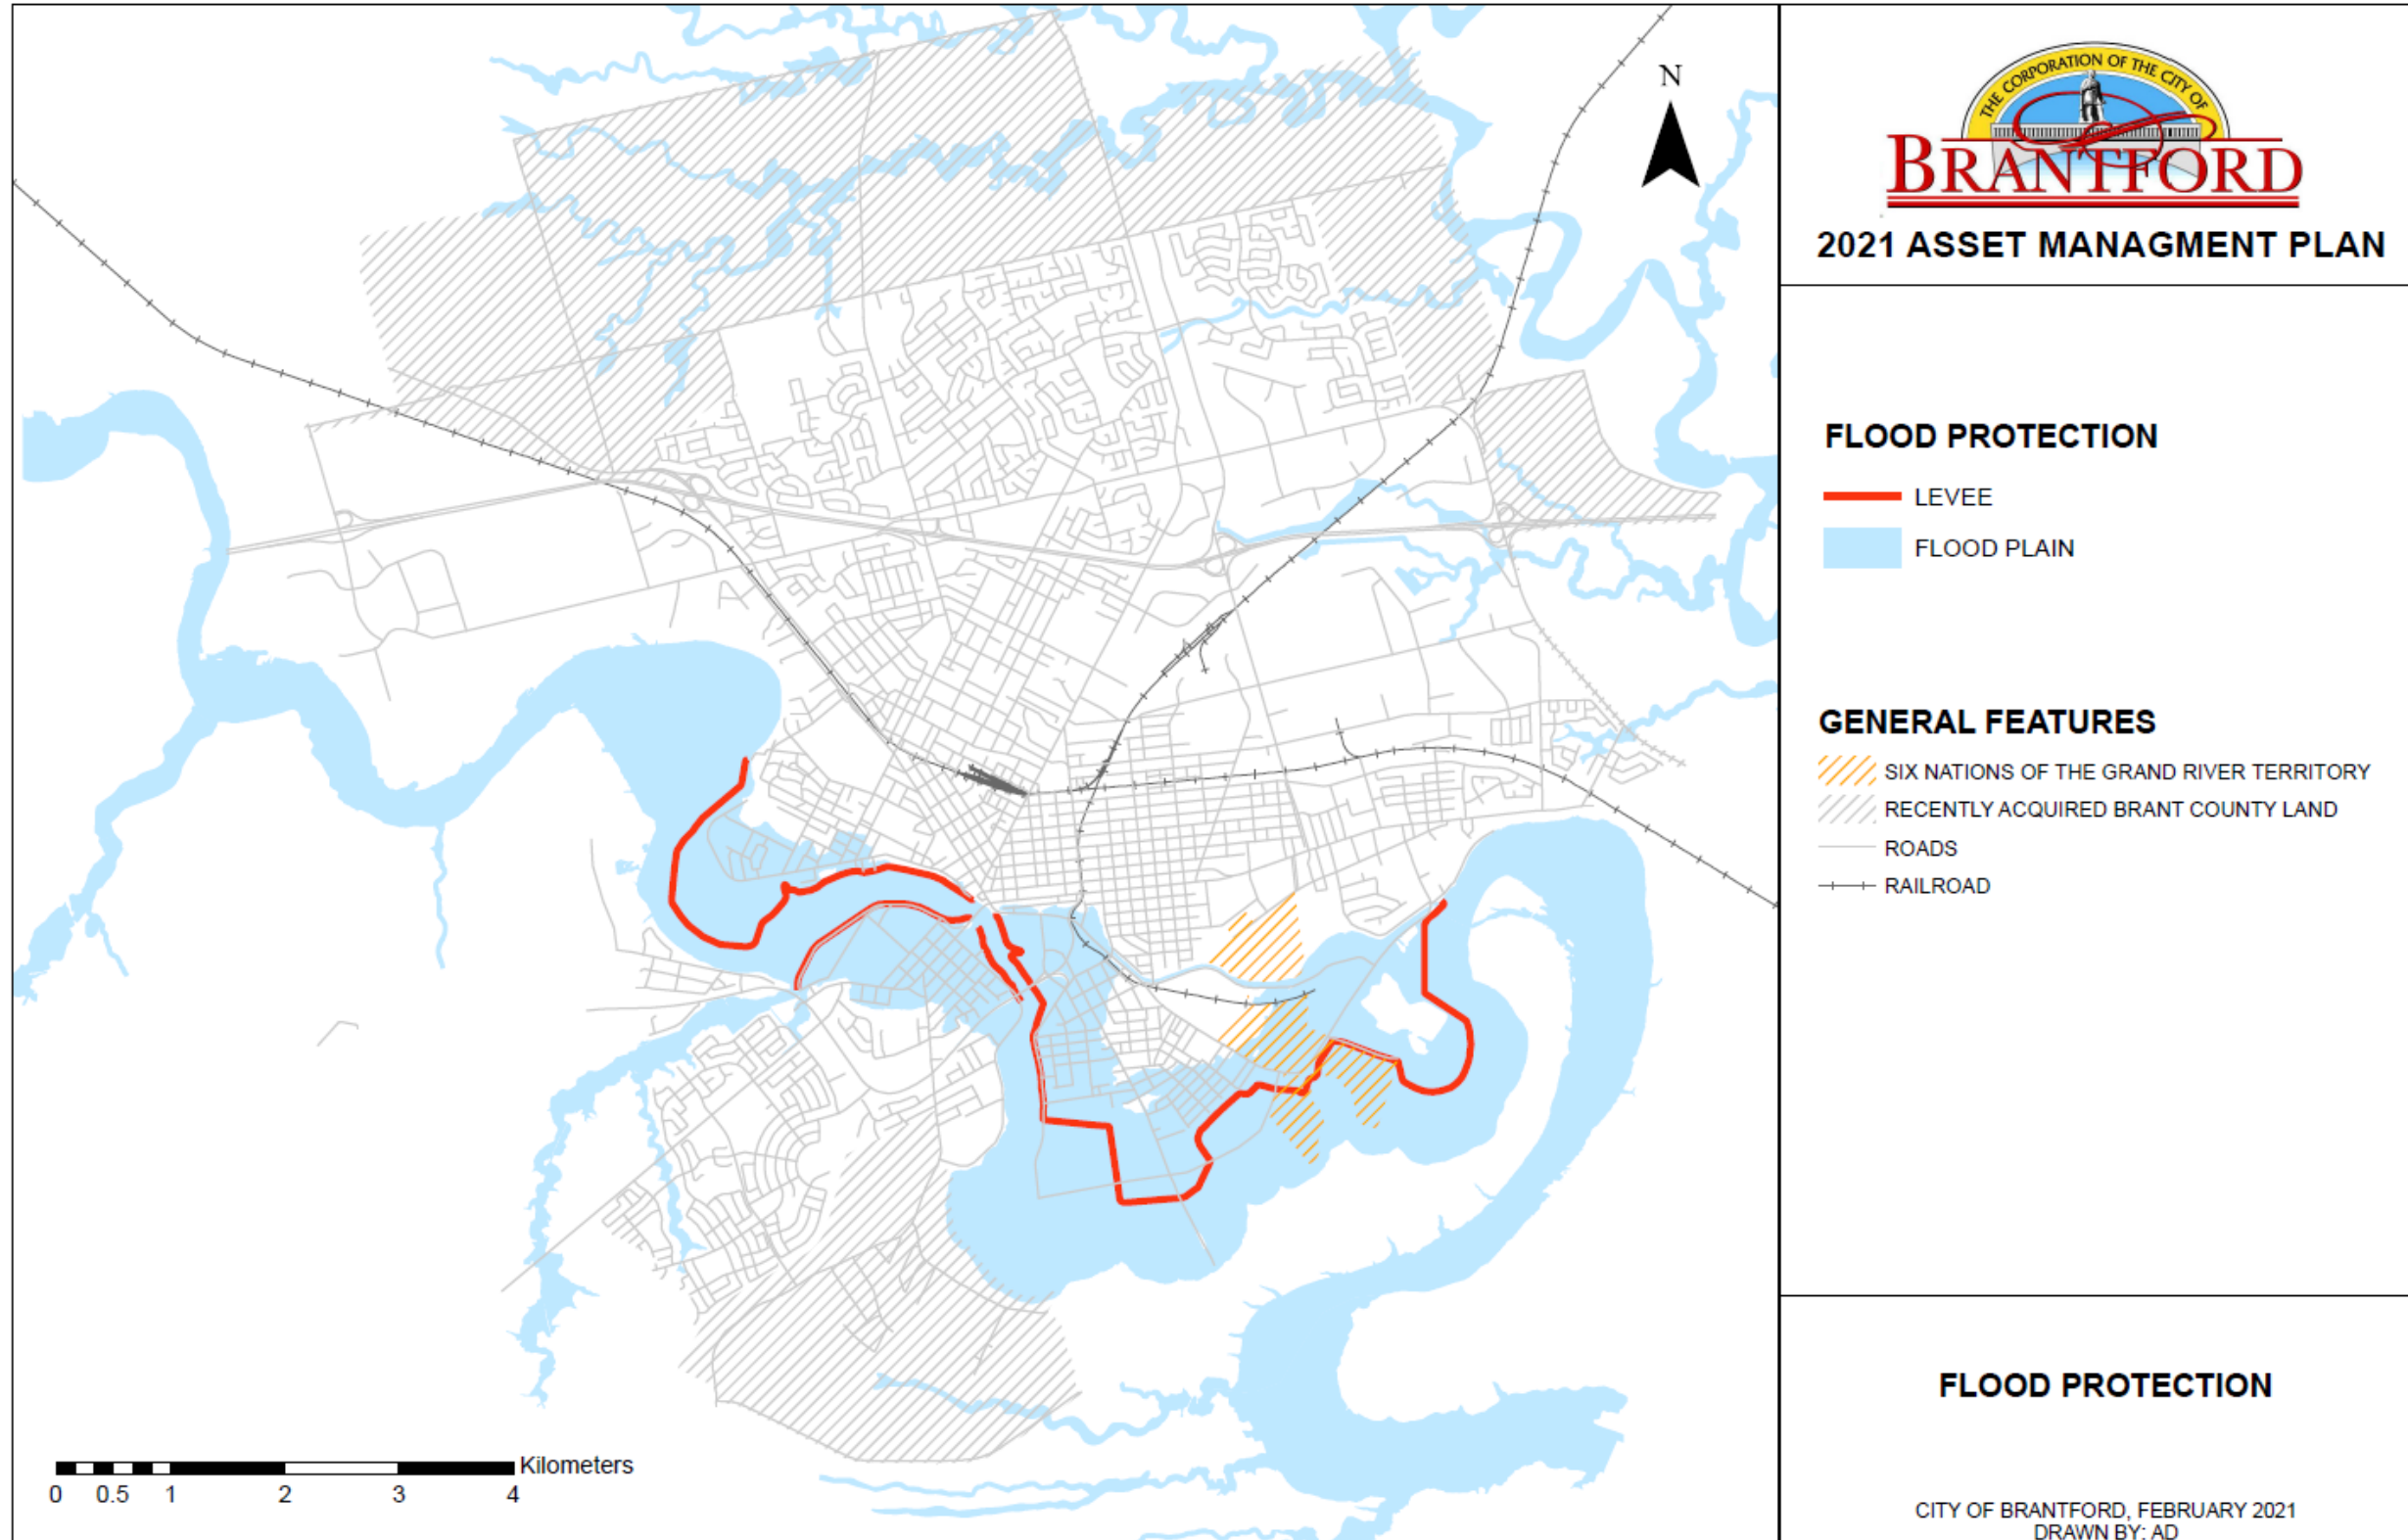 THE CORPORATION OF THE CITY OF
BRANTFORD
2021 ASSET MANAGMENT PLAN
N
FLOOD PROTECTION
LEVEE
FLOOD PLAIN
GENERAL FEATURES
SIX NATIONS OF THE GRAND RIVER TERRITORY
RECENTLY ACQUIRED BRANT COUNTY LAND
ROADS
RAILROAD
Kilometers
0 0.5 1 2 3 4
FLOOD PROTECTION
CITY OF BRANTFORD, FEBRUARY 2021
DRAWN BY: AD